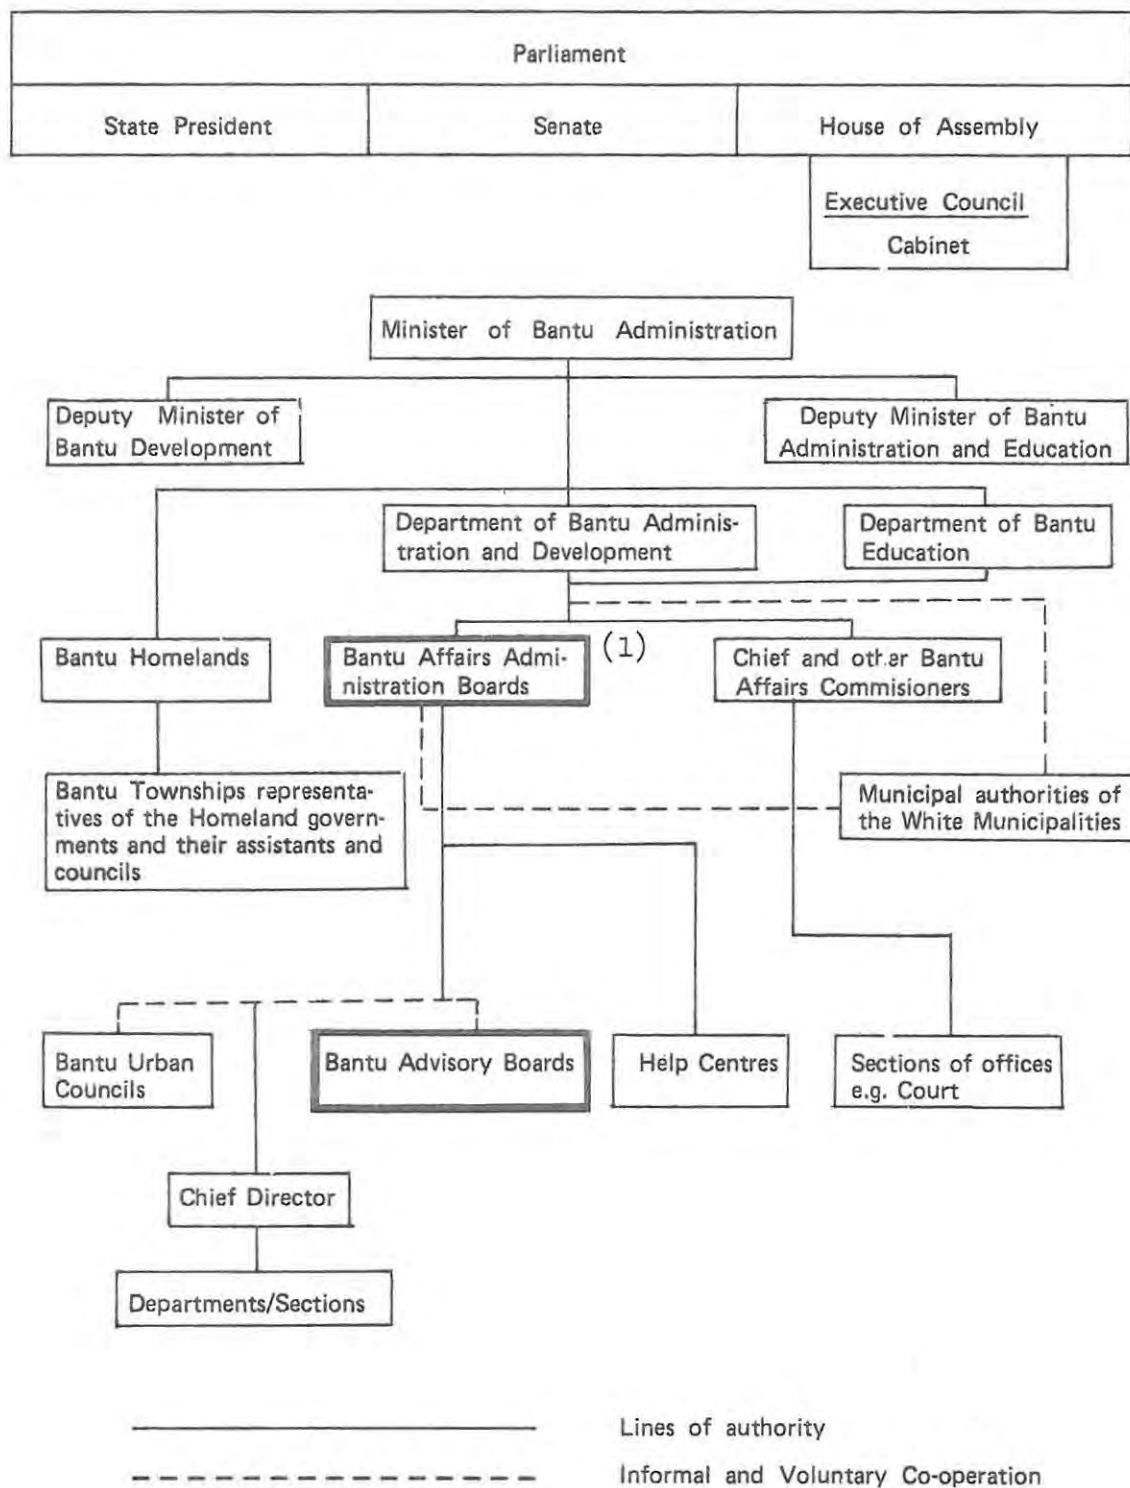 Parliament
State President
Senate
House of Assembly
Executive Council
Cabinet
Minister of Bantu Administration
Deputy Minister of
Bantu Development
Deputy Minister of Bantu
Administration and Education
Department of Bantu Adminis-
tration and Development
Department of Bantu
Education
Bantu Homelands
Bantu Affairs Admi-
nistration Boards
(1)
Chief and other Bantu
Affairs Commisioners
Bantu Townships representa-
tives of the Homeland govern-
ments and their assistants and
councils
Municipal authorities of
the White Municipalities
Bantu Urban
Councils
Bantu Advisory Boards
Help Centres
Sections of offices
e.g. Court
Chief Director
Departments/Sections
Lines of authority
Informal and Voluntary Co-operation